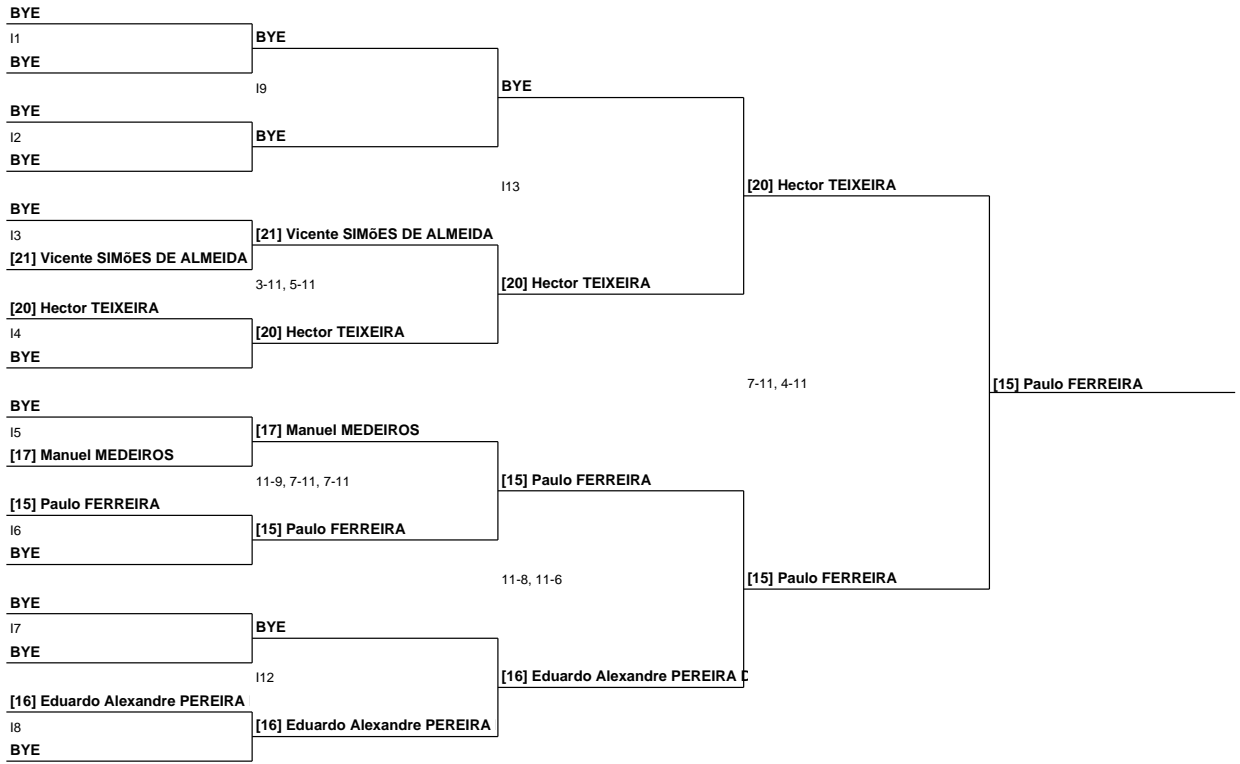 BYE
I1
BYE
BYE
I9
BYE
BYE
I2
BYE
BYE
I13
[20] Hector TEIXEIRA
BYE
I3
[21] Vicente SIMõES DE ALMEIDA
[21] Vicente SIMõES DE ALMEIDA
3-11, 5-11
[20] Hector TEIXEIRA
[20] Hector TEIXEIRA
I4
BYE
[20] Hector TEIXEIRA
7-11, 4-11
[15] Paulo FERREIRA
BYE
I5
[17] Manuel MEDEIROS
[17] Manuel MEDEIROS
11-9, 7-11, 7-11
[15] Paulo FERREIRA
[15] Paulo FERREIRA
I6
BYE
[15] Paulo FERREIRA
11-8, 11-6
[15] Paulo FERREIRA
BYE
I7
BYE
BYE
I12
[16] Eduardo Alexandre PEREIRA D
[16] Eduardo Alexandre PEREIRA
I8
BYE
[16] Eduardo Alexandre PEREIRA